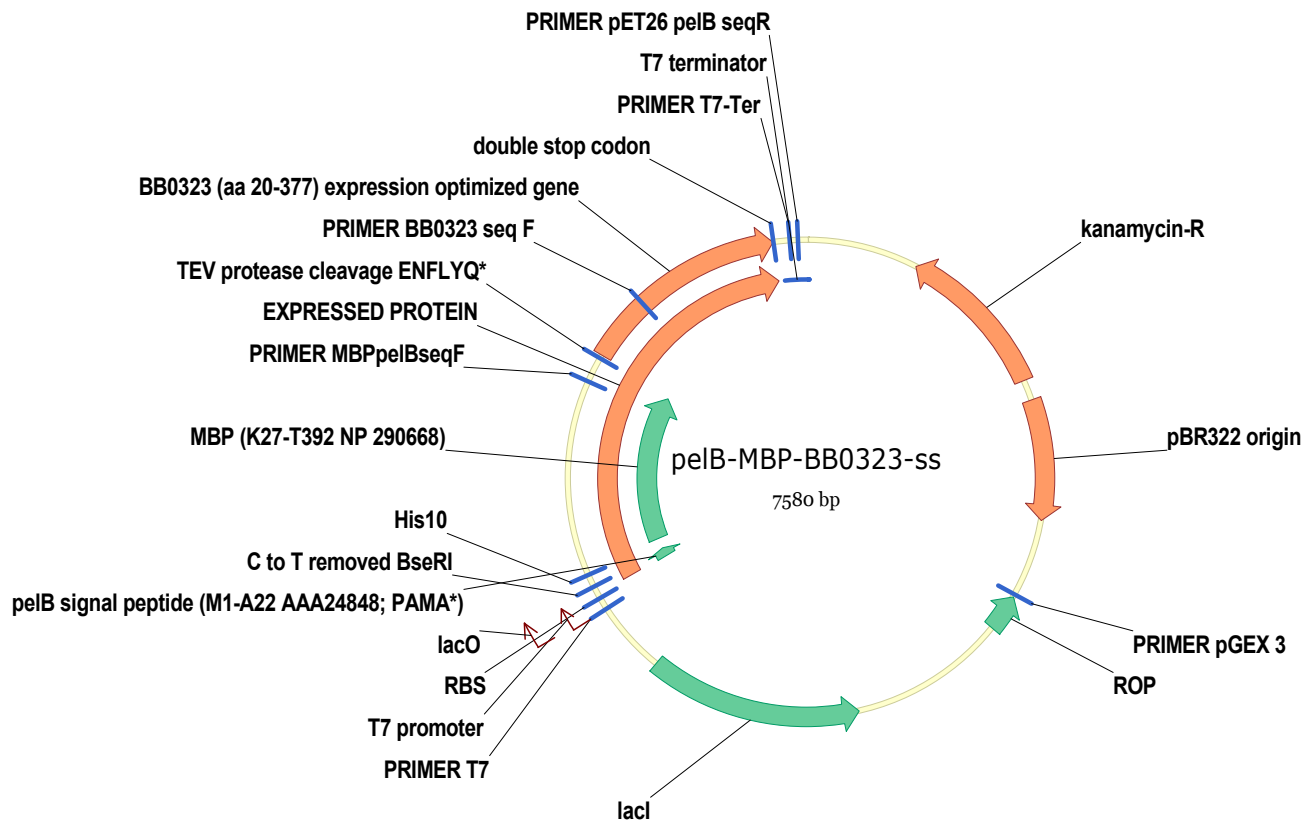 PRIMER pET26 pelB seqR
T7 terminator
PRIMER T7-Ter
double stop codon
BB0323 (aa 20-377) expression optimized gene
PRIMER BB0323 seq F
TEV protease cleavage ENFLYQ*
EXPRESSED PROTEIN
PRIMER MBPpelBseqF
MBP (K27-T392 NP 290668)
His10
C to T removed BseRI
pelB signal peptide (M1-A22 AAA24848; PAMA*)
lacO
RBS
T7 promoter
PRIMER T7
lacI
kanamycin-R
pBR322 origin
PRIMER pGEX 3
ROP
pelB-MBP-BB0323-ss
7580 bp